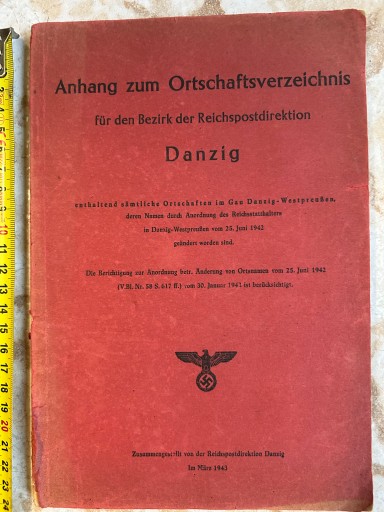 Anhang zum Ortschaftsverzeichnis
für den Bezirk der Reichspostdirektion
Danzig
enthaltend sämtliche Ortschaften im Gau Danzig-Westpreußen,
deren Namen durch Anordnung des Reichsstatthalters
in Danzig-Westpreußen vom 25. Juni 1942
geändert worden sind.
Die Berichtigung zur Anordnung betr. Änderung von Ortsnamen vom 25. Juni 1942
(V.Bl. Nr. 58 S. 617 ff.) vom 30. Januar 1943 ist berücksichtigt.
Zusammengestellt von der Reichspostdirektion Danzig
Im März 1943